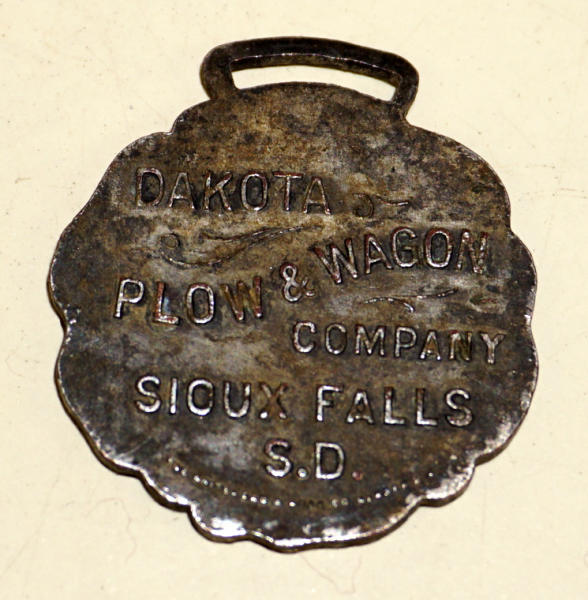 DAKOTA
PLOW & WAGON
COMPANY
SIOUX FALLS
S.D.